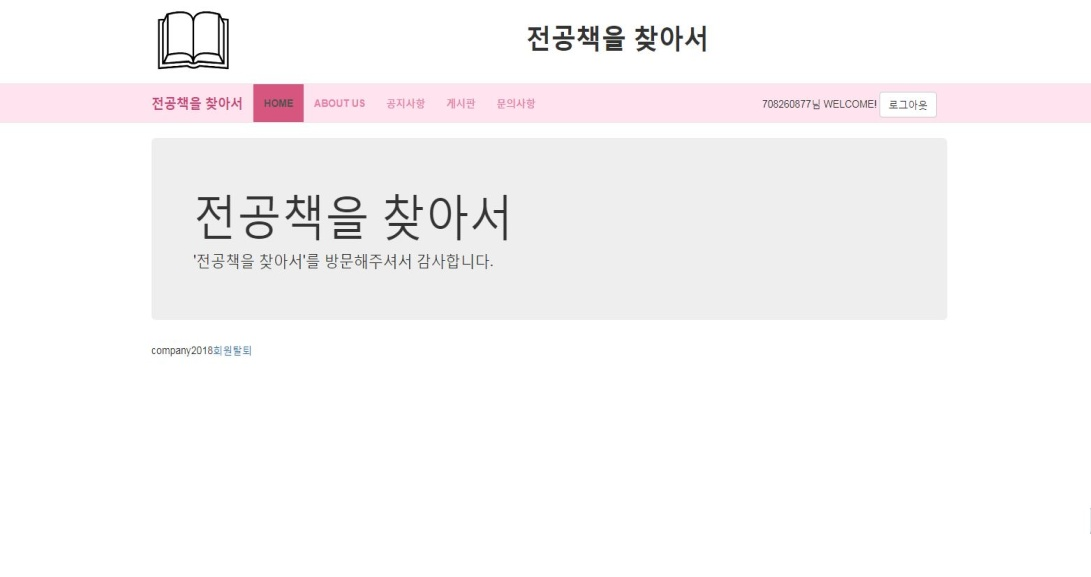 전공책을 찾아서
전공책을 찾아서 HOME ABOUT US 공지사항 게시판 문의사항 708260877님 WELCOME! 로그아웃
전공책을 찾아서
'전공책을 찾아서'를 방문해주셔서 감사합니다.
company2018회원탈퇴